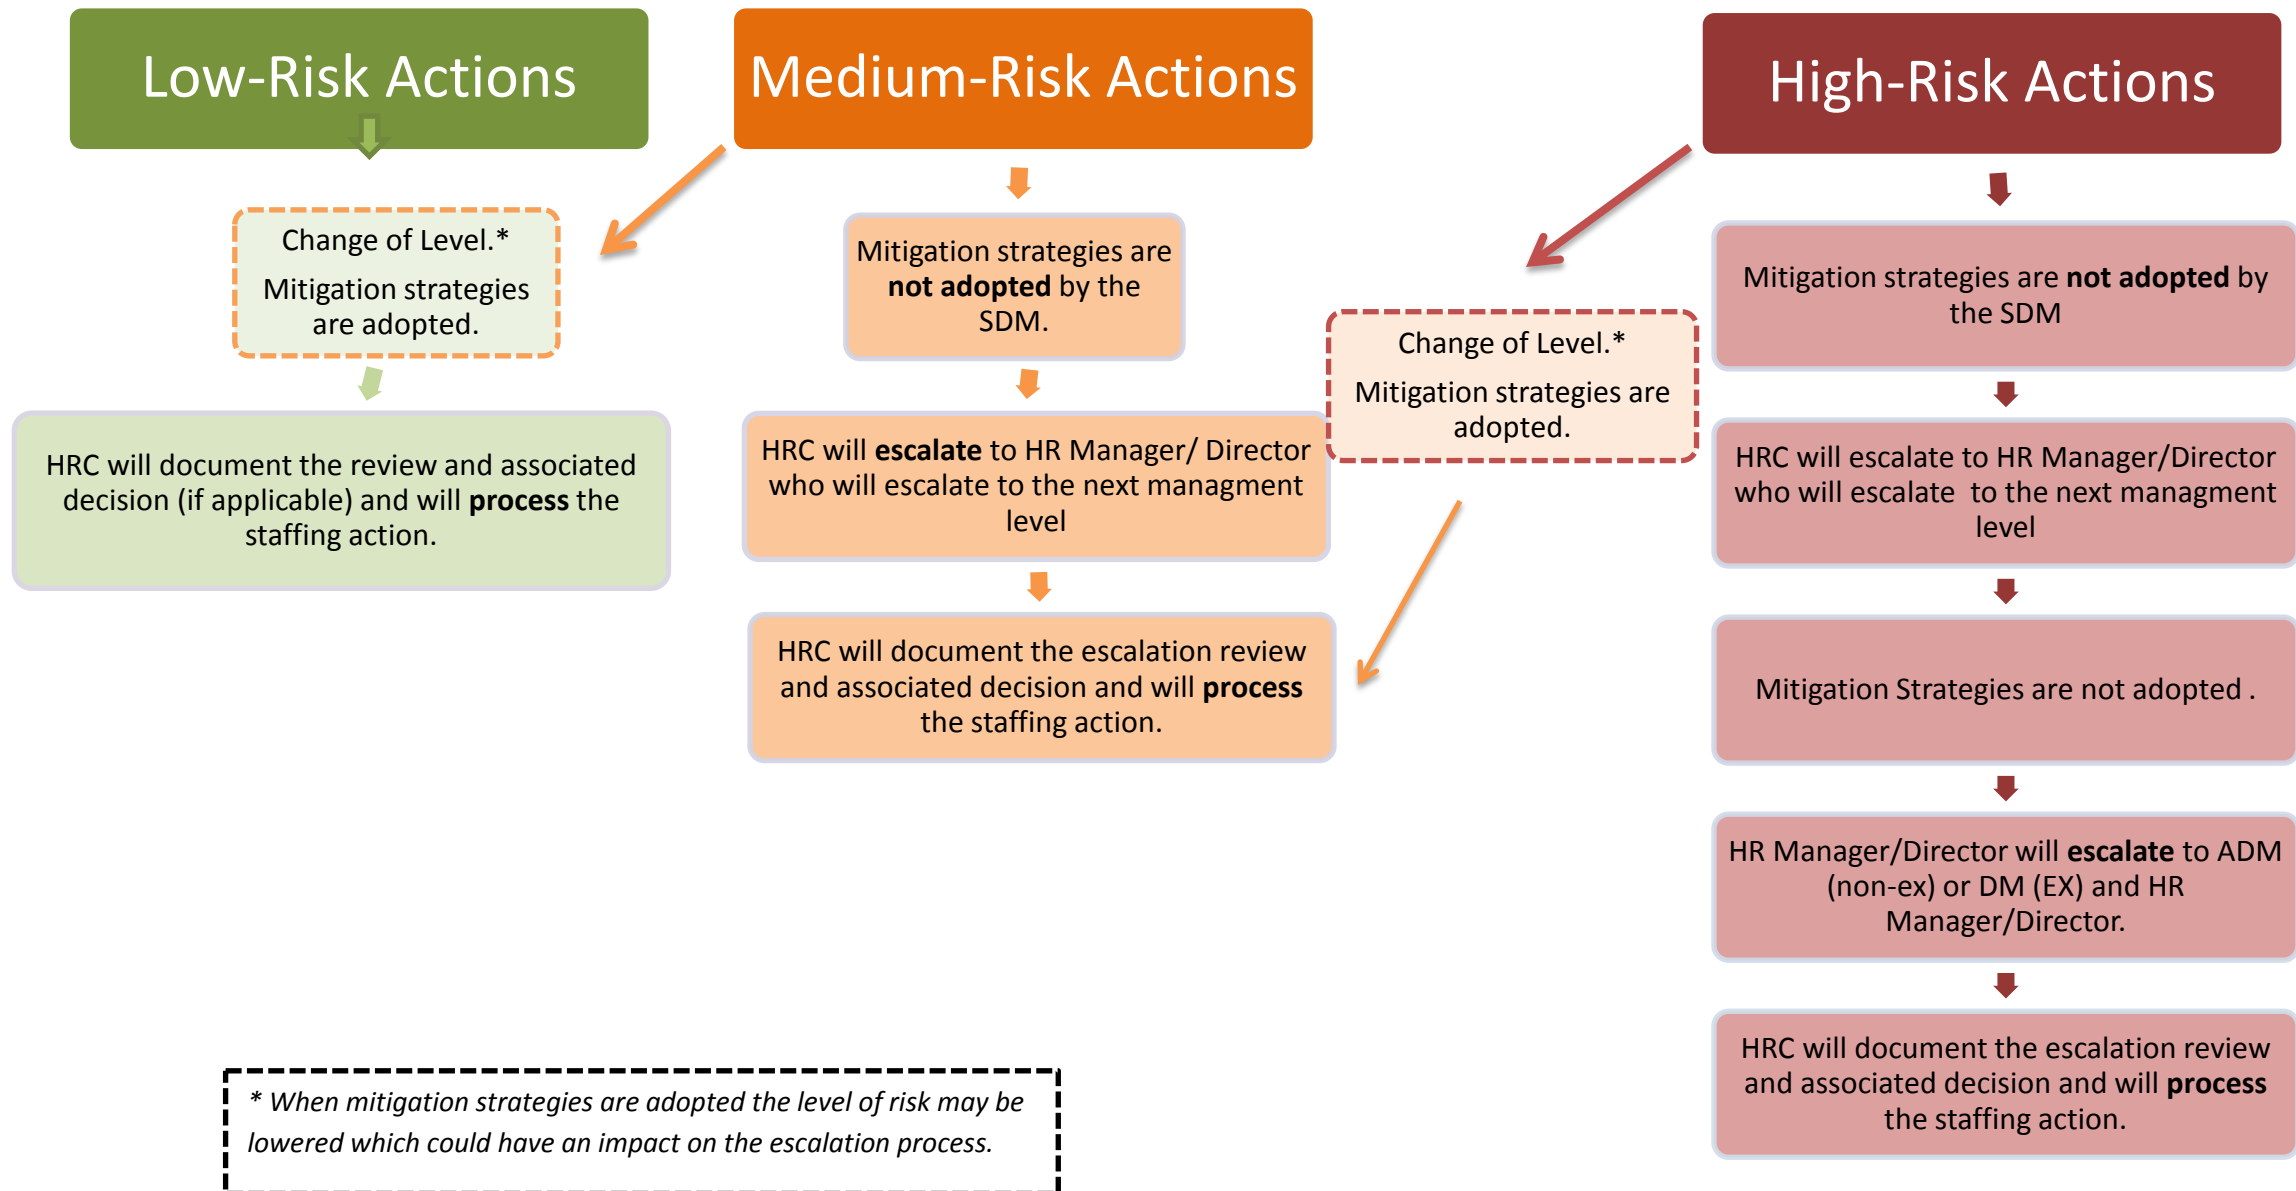 Low-Risk Actions
Change of Level.*
Mitigation strategies
are adopted.
HRC will document the review and associated
decision (if applicable) and will process the
staffing action.
Medium-Risk Actions
Mitigation strategies are
not adopted by the
SDM.
HRC will escalate to HR Manager/ Director
who will escalate to the next managment
level
HRC will document the escalation review
and associated decision and will process
the staffing action.
Change of Level.*
Mitigation strategies are
adopted.
High-Risk Actions
Mitigation strategies are not adopted by
the SDM
HRC will escalate to HR Manager/Director
who will escalate  to the next managment
level
Mitigation Strategies are not adopted .
HR Manager/Director will escalate to ADM
(non-ex) or DM (EX) and HR
Manager/Director.
HRC will document the escalation review
and associated decision and will process
the staffing action.
* When mitigation strategies are adopted the level of risk may be
lowered which could have an impact on the escalation process.